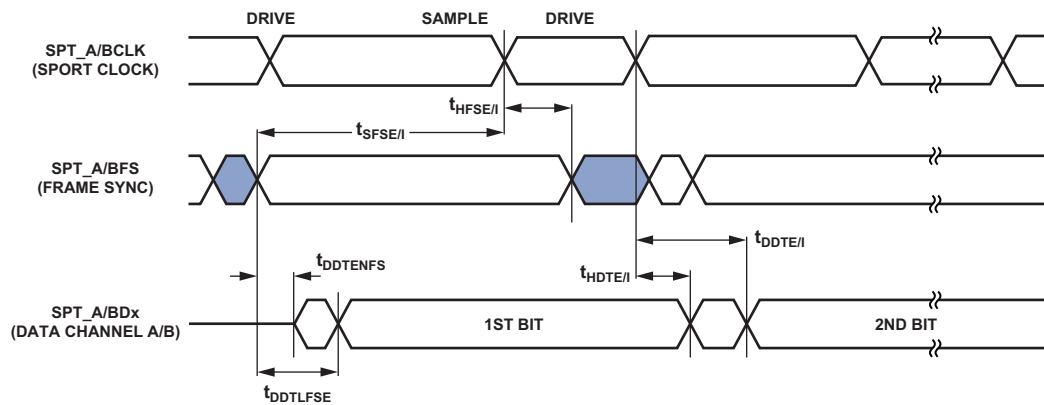 DRIVE SAMPLE DRIVE
SPT_A/BCLK
(SPORT CLOCK)
tHFSE/I
tSFSE/I
SPT_A/BFS
(FRAME SYNC)
tDDTE/I
tDDTENFS
tHDTE/I
SPT_A/BDx
(DATA CHANNEL A/B)
1ST BIT 2ND BIT
tDDTLFSE